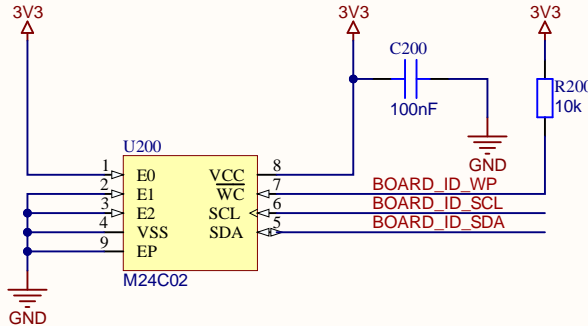 3V3
3V3
3V3
C200
100nF
R200
10k
GND
U200
1 E0 VCC 8
2 E1 WC 7 BOARD_ID_WP
3 E2 SCL 6 BOARD_ID_SCL
4 VSS SDA 5 BOARD_ID_SDA
9 EP
M24C02
GND